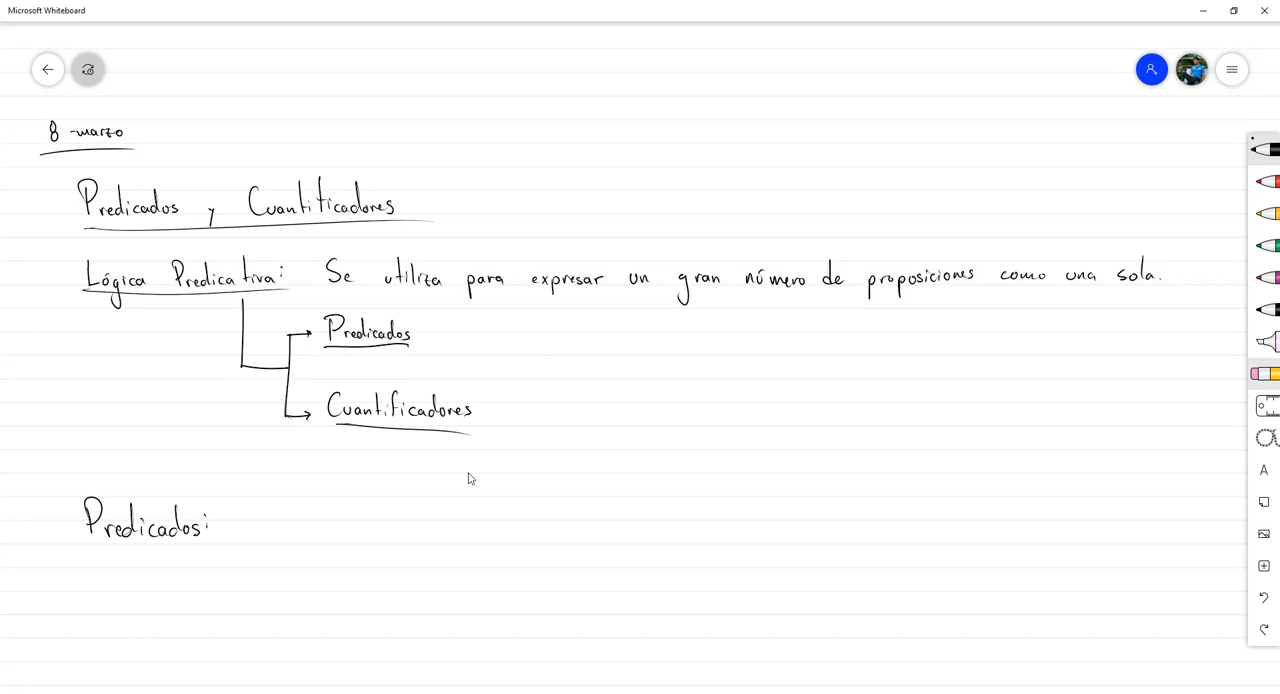 Microsoft Whiteboard
8 - marzo
Predicados y Cuantificadores
Lógica Predicativa: Se utiliza para expresar un gran número de proposiciones como una sola.
Predicados
Cuantificadores
Predicados: